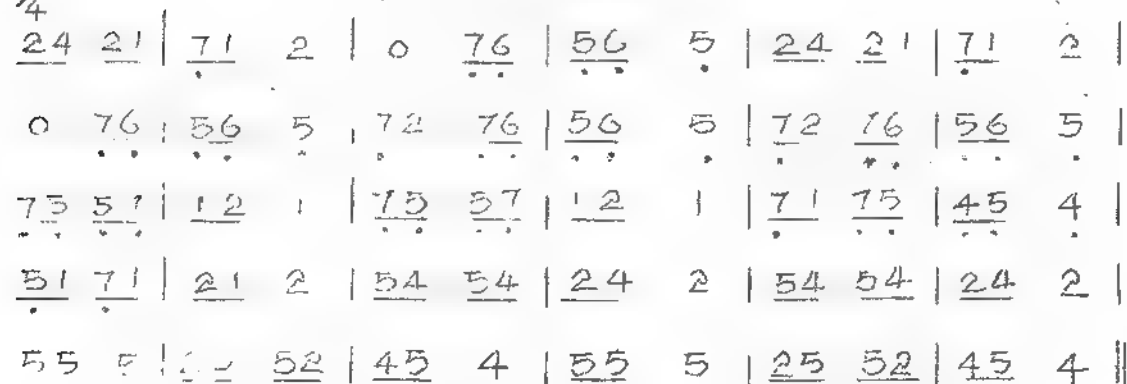 /4
24 21 | 71 2 | 0 76 | 56 5 | 24 21 | 71 2 |
0 76 | 56 5 | 72 76 | 56 5 | 72 76 | 56 5 |
75 57 | 12 1 | 75 57 | 12 1 | 71 75 | 45 4 |
51 71 | 21 2 | 54 54 | 24 2 | 54 54 | 24 2 |
55 5 | 52 | 45 4 | 55 5 | 25 52 | 45 4 ||